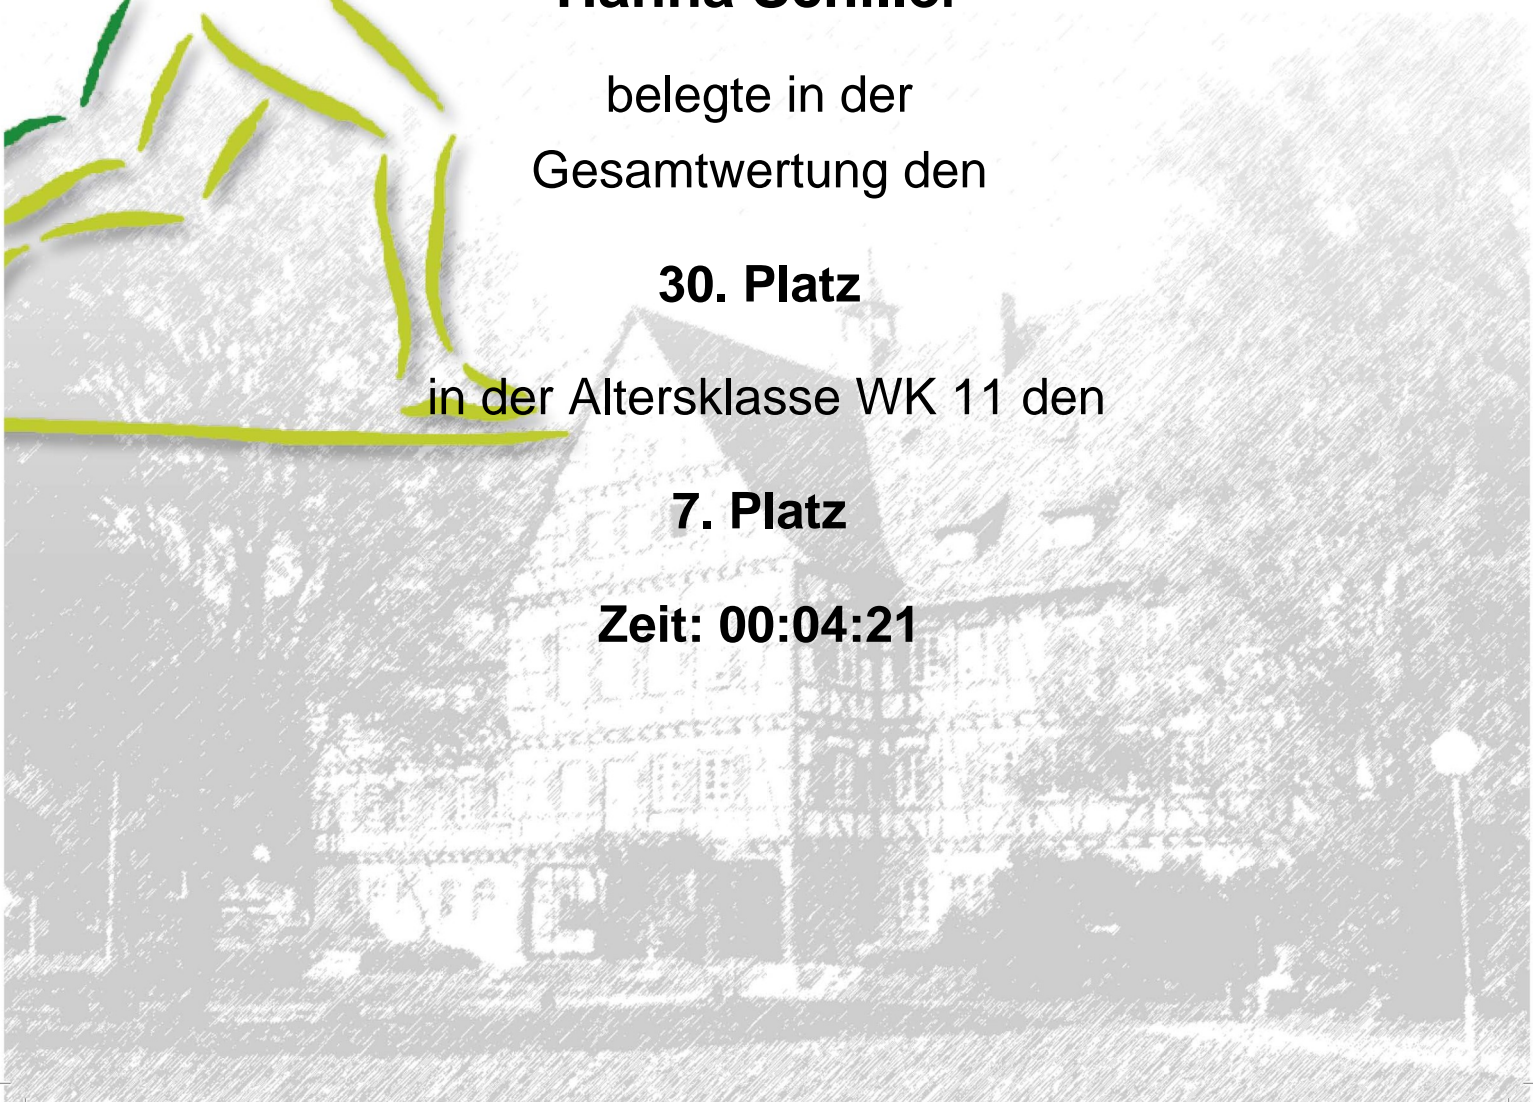 Hanna
belegte in der
Gesamtwertung den
30. Platz
in der Altersklasse WK 11 den
7. Platz
Zeit: 00:04:21